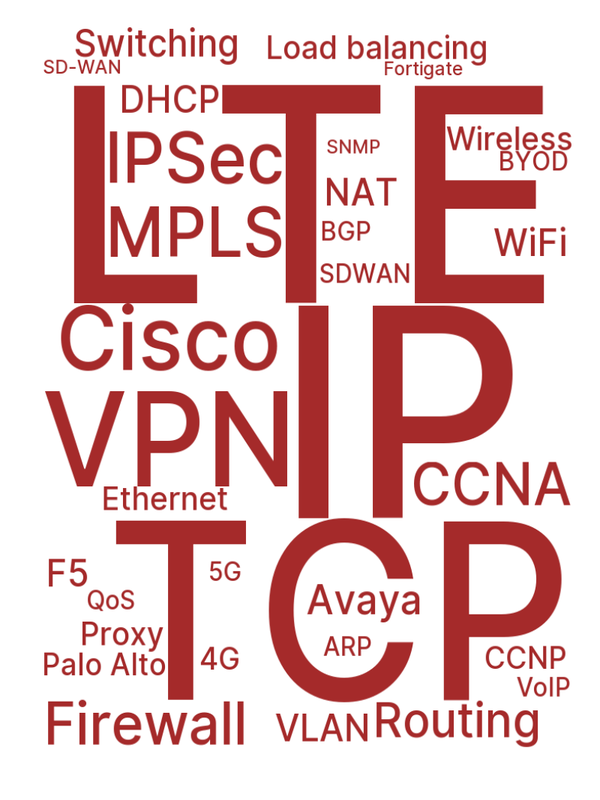 Switching
Load balancing
SD-WAN
Fortigate
LTE
DHCP
IPSec
SNMP
Wireless
BYOD
NAT
MPLS
BGP
WiFi
SDWAN
Cisco
IP
VPN
CCNA
Ethernet
TCP
F5
5G
QoS
Avaya
Proxy
ARP
Palo Alto
4G
CCNP
VoIP
Firewall
VLAN
Routing